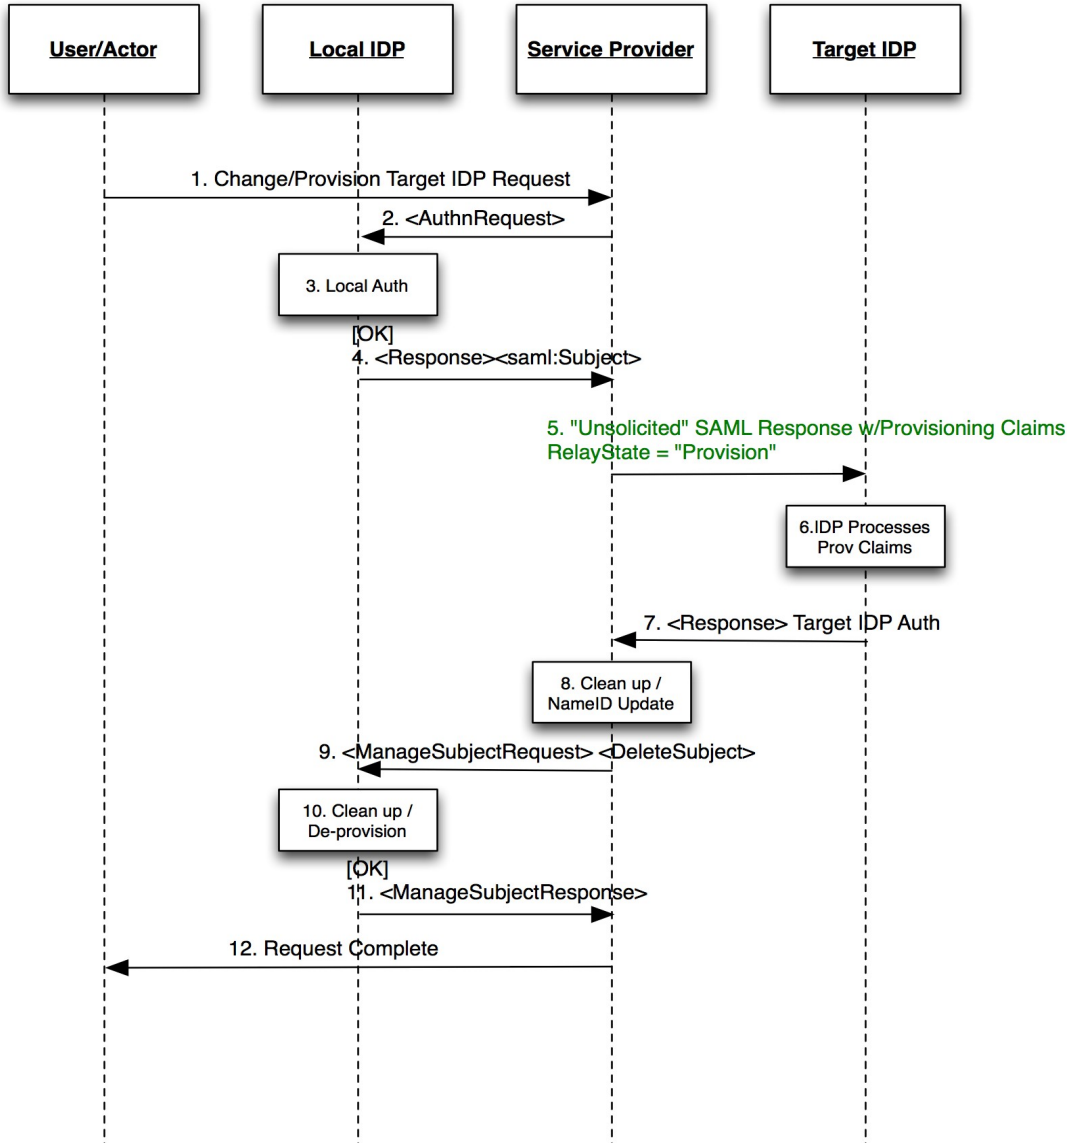 User/Actor
Local IDP
Service Provider
Target IDP
1. Change/Provision Target IDP Request
2. <AuthnRequest>
3. Local Auth
[OK]
4. <Response><saml:Subject>
5. "Unsolicited" SAML Response w/Provisioning Claims
RelayState = "Provision"
6.IDP Processes
Prov Claims
7. <Response> Target IDP Auth
8. Clean up /
NameID Update
9. <ManageSubjectRequest> <DeleteSubject>
10. Clean up /
De-provision
[OK]
11. <ManageSubjectResponse>
12. Request Complete